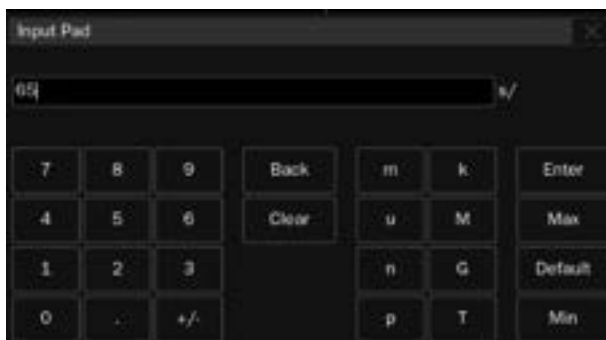 Input Pad
65 s/
7 8 9 Back m k Enter
4 5 6 Clear u M Max
1 2 3 n G Default
0 . +/- p T Min